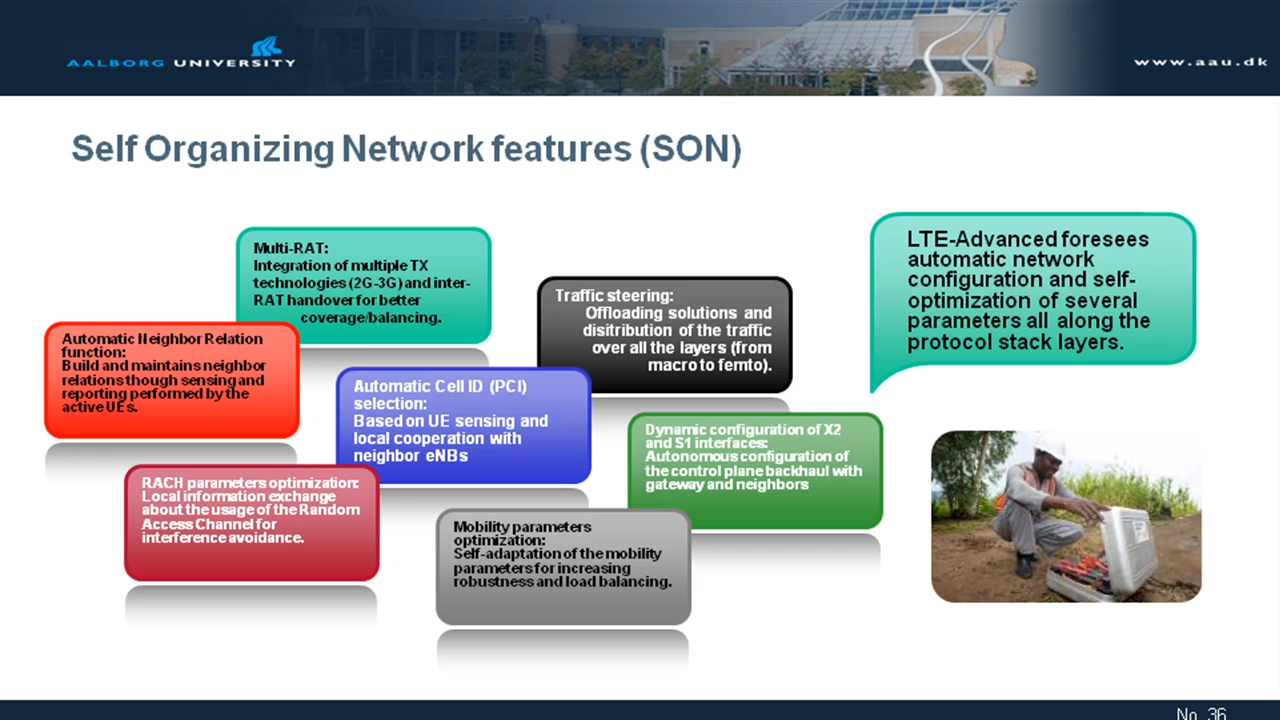 AALBORG UNIVERSITY
www.aau.dk
Self Organizing Network features (SON)
Multi-RAT:
Integration of multiple TX
technologies (2G-3G) and inter-
RAT handover for better
coverage/balancing.
Traffic steering:
Offloading solutions and
disitribution of the traffic
over all the layers (from
macro to femto).
LTE-Advanced foresees
automatic network
configuration and self-
optimization of several
parameters all along the
protocol stack layers.
Automatic Neighbor Relation
function:
Build and maintains neighbor
relations though sensing and
reporting performed by the
active UEs.
Automatic Cell ID (PCI)
selection:
Based on UE sensing and
local cooperation with
neighbor eNBs
Dynamic configuration of X2
and S1 interfaces:
Autonomous configuration of
the control plane backhaul with
gateway and neighbors
RACH parameters optimization:
Local information exchange
about the usage of the Random
Access Channel for
interference avoidance.
Mobility parameters
optimization:
Self-adaptation of the mobility
parameters for increasing
robustness and load balancing.
No. 36